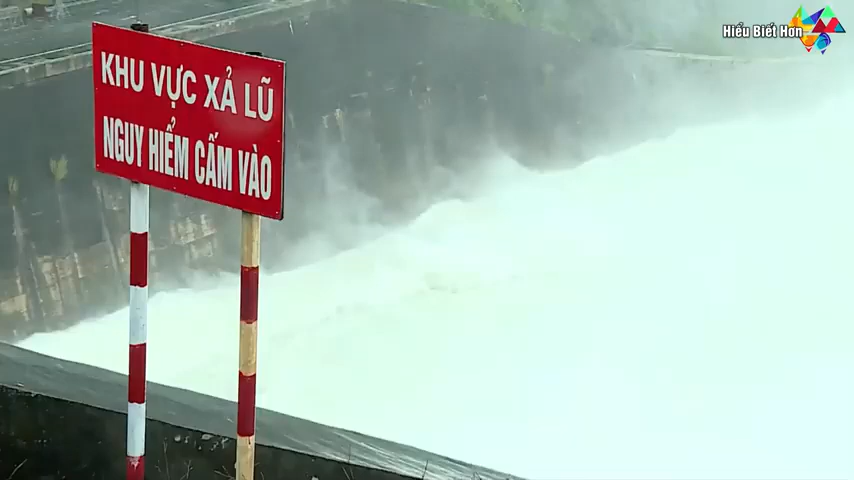 Hiểu Biết Hơn
KHU VỰC XẢ LŨ
NGUY HIỂM CẤM VÀO